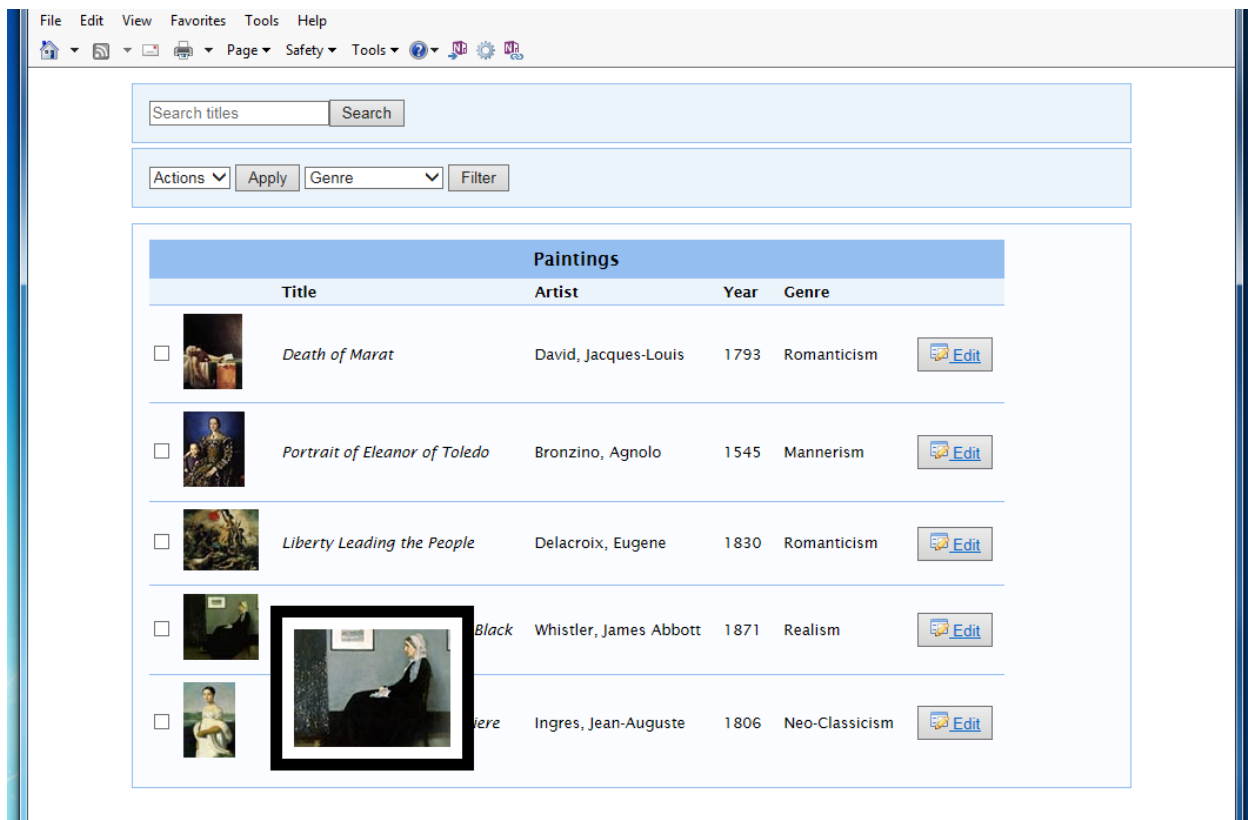 File Edit View Favorites Tools Help
Page Safety Tools
Search titles Search
Actions Apply Genre Filter
Paintings
Title Artist Year Genre
Death of Marat David, Jacques-Louis 1793 Romanticism Edit
Portrait of Eleanor of Toledo Bronzino, Agnolo 1545 Mannerism Edit
Liberty Leading the People Delacroix, Eugene 1830 Romanticism Edit
Black Whistler, James Abbott 1871 Realism Edit
iere Ingres, Jean-Auguste 1806 Neo-Classicism Edit